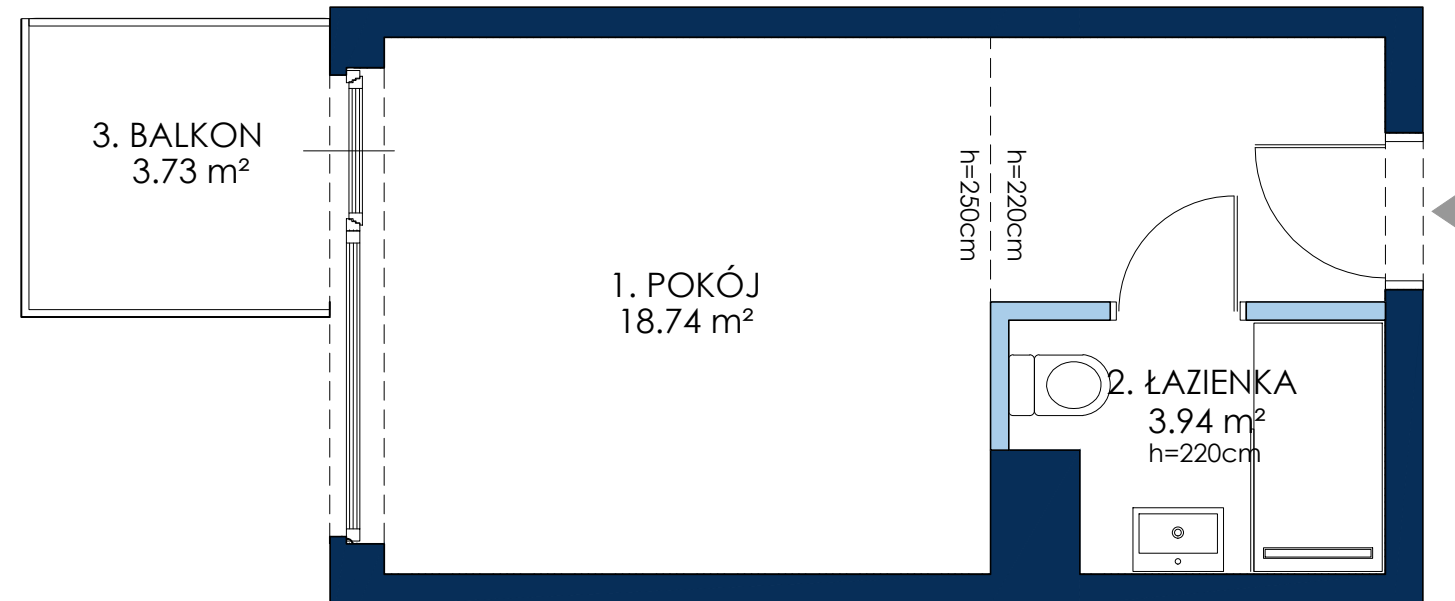 3. BALKON
3.73 m²
h=250cm
h=220cm
1. POKÓJ
18.74 m²
2. ŁAZIENKA
3.94 m²
h=220cm